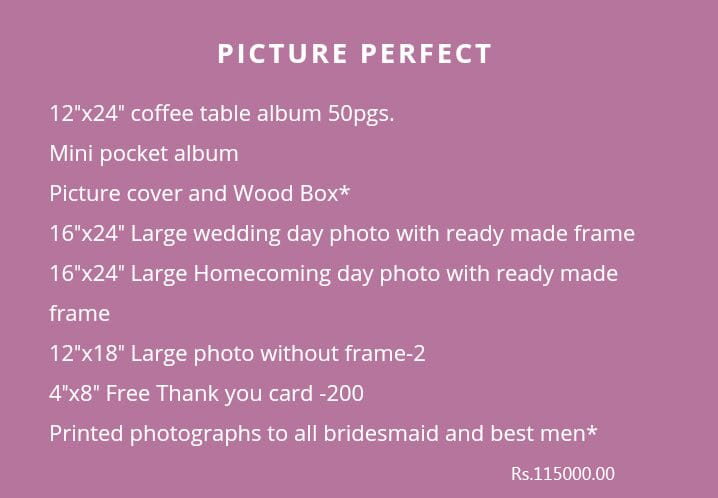 PICTURE PERFECT
12"x24" coffee table album 50pgs.
Mini pocket album
Picture cover and Wood Box*
16"x24" Large wedding day photo with ready made frame
16"x24" Large Homecoming day photo with ready made
frame
12"x18" Large photo without frame-2
4"x8" Free Thank you card -200
Printed photographs to all bridesmaid and best men*
Rs.115000.00